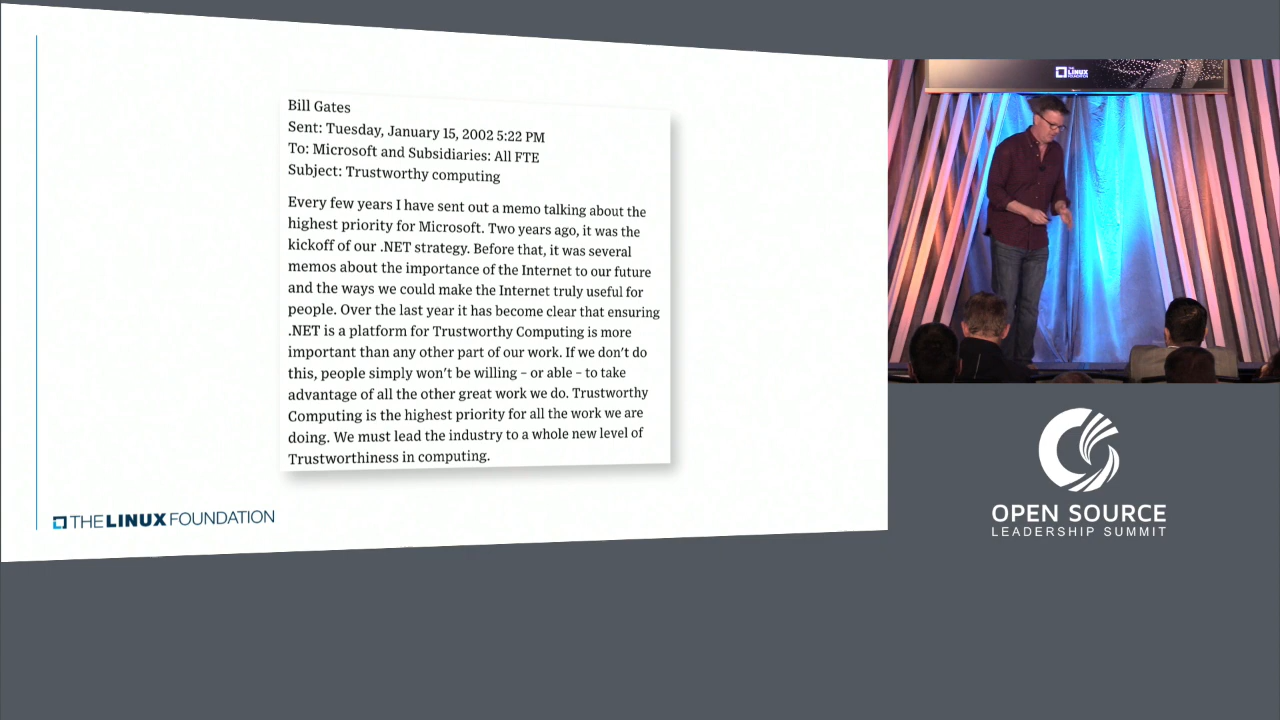 Bill Gates
Sent: Tuesday, January 15, 2002 5:22 PM
To: Microsoft and Subsidiaries: All FTE
Subject: Trustworthy computing
Every few years I have sent out a memo talking about the
highest priority for Microsoft. Two years ago, it was the
kickoff of our .NET strategy. Before that, it was several
memos about the importance of the Internet to our future
and the ways we could make the Internet truly useful for
people. Over the last year it has become clear that ensuring
.NET is a platform for Trustworthy Computing is more
important than any other part of our work. If we don't do
this, people simply won't be willing – or able – to take
advantage of all the other great work we do. Trustworthy
Computing is the highest priority for all the work we are
doing. We must lead the industry to a whole new level of
Trustworthiness in computing.
THE LINUX FOUNDATION
THE
LINUX
FOUNDATION
OPEN SOURCE
LEADERSHIP SUMMIT